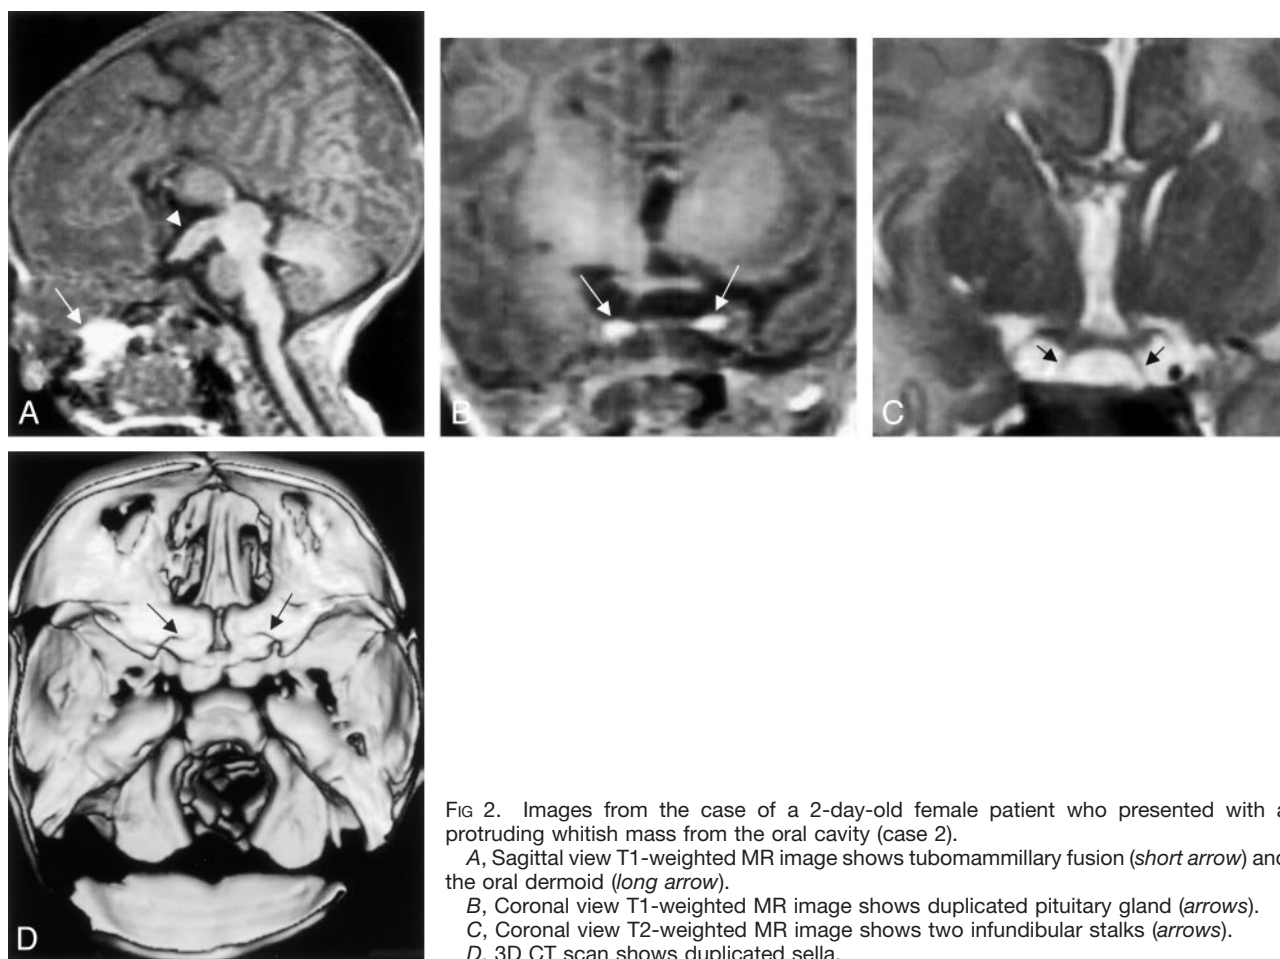 A
B
C
D
FIG 2. Images from the case of a 2-day-old female patient who presented with a
protruding whitish mass from the oral cavity (case 2).
A, Sagittal view T1-weighted MR image shows tubomammillary fusion (short arrow) and
the oral dermoid (long arrow).
B, Coronal view T1-weighted MR image shows duplicated pituitary gland (arrows).
C, Coronal view T2-weighted MR image shows two infundibular stalks (arrows).
D, 3D CT scan shows duplicated sella.